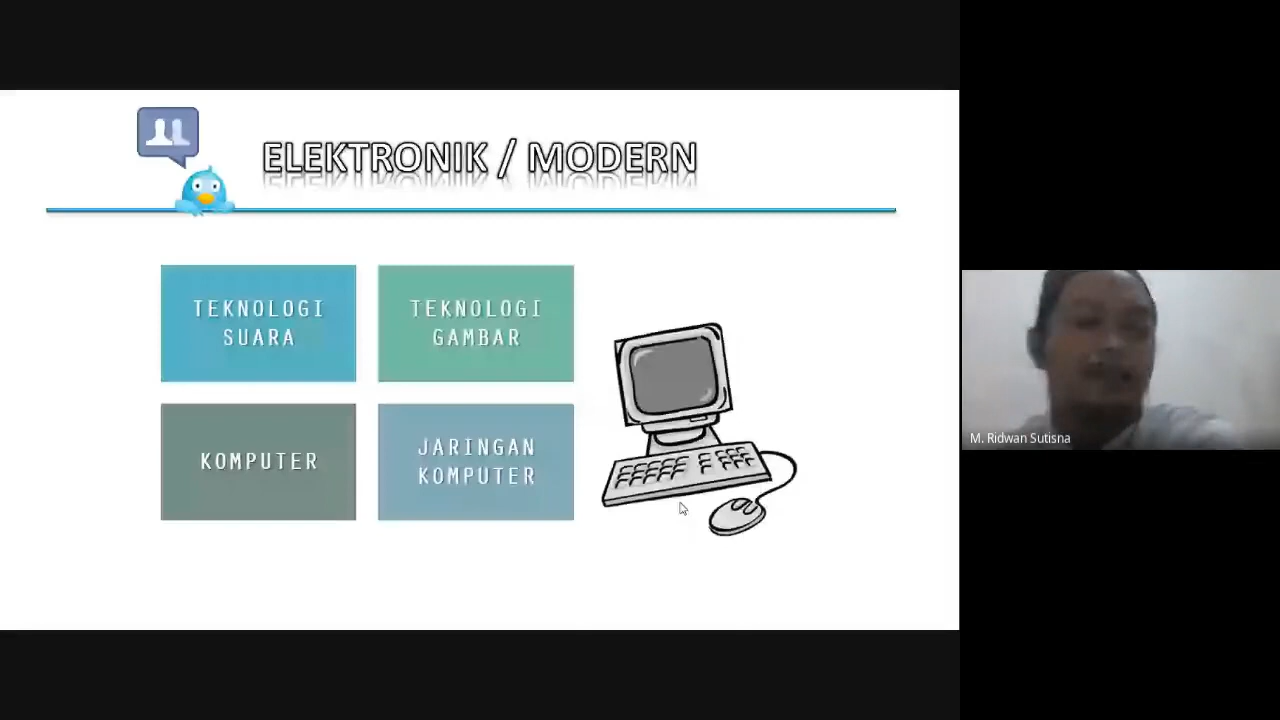 ELEKTRONIK / MODERN
TEKNOLOGI
SUARA
TEKNOLOGI
GAMBAR
KOMPUTER
JARINGAN
KOMPUTER
M. Ridwan Sutisna